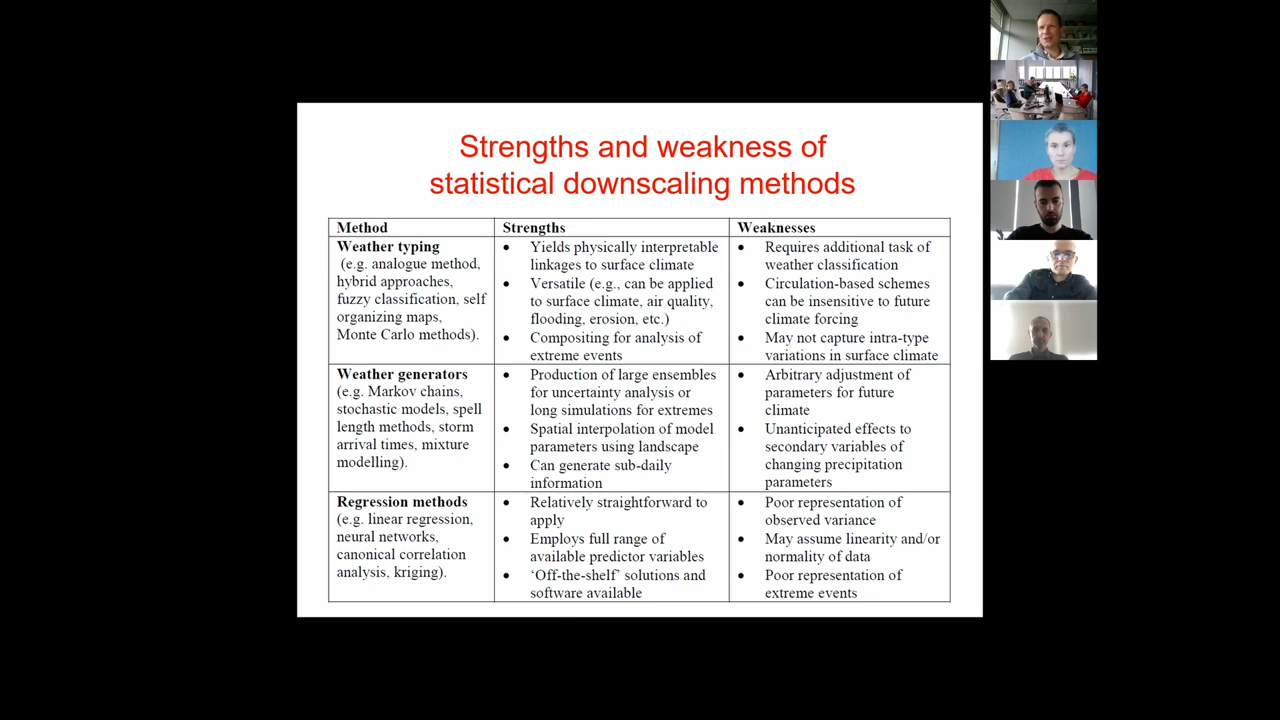 Strengths and weakness of
statistical downscaling methods
Method
Strengths
Weaknesses
Weather typing
(e.g. analogue method,
hybrid approaches,
fuzzy classification, self
organizing maps,
Monte Carlo methods).
• Yields physically interpretable
linkages to surface climate
• Versatile (e.g., can be applied
to surface climate, air quality,
flooding, erosion, etc.)
• Compositing for analysis of
extreme events
• Requires additional task of
weather classification
• Circulation-based schemes
can be insensitive to future
climate forcing
• May not capture intra-type
variations in surface climate
Weather generators
(e.g. Markov chains,
stochastic models, spell
length methods, storm
arrival times, mixture
modelling).
• Production of large ensembles
for uncertainty analysis or
long simulations for extremes
• Spatial interpolation of model
parameters using landscape
• Can generate sub-daily
information
• Arbitrary adjustment of
parameters for future
climate
• Unanticipated effects to
secondary variables of
changing precipitation
parameters
Regression methods
(e.g. linear regression,
neural networks,
canonical correlation
analysis, kriging).
• Relatively straightforward to
apply
• Employs full range of
available predictor variables
• ‘Off-the-shelf’ solutions and
software available
• Poor representation of
observed variance
• May assume linearity and/or
normality of data
• Poor representation of
extreme events